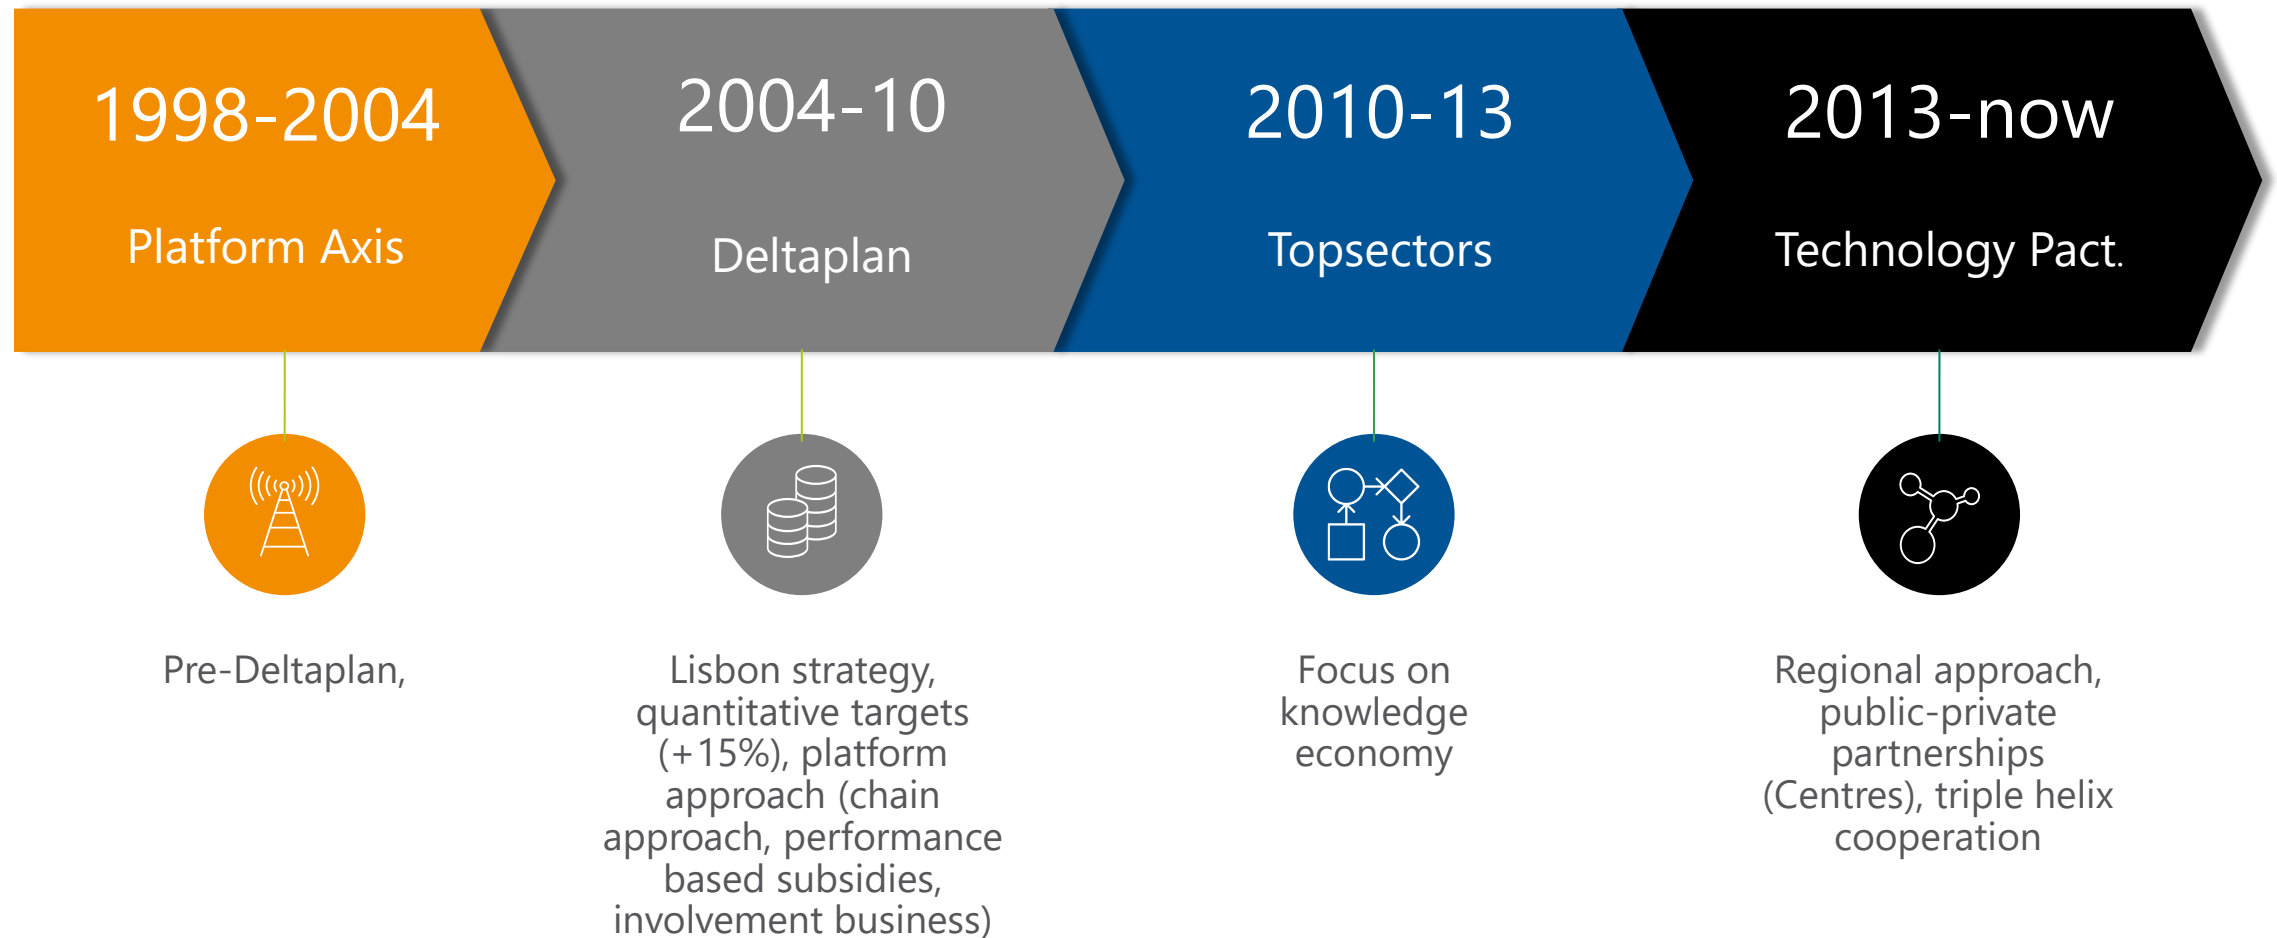 1998-2004
Platform Axis
2004-10
Deltaplan
2010-13
Topsectors
2013-now
Technology Pact.
Pre-Deltaplan,
Lisbon strategy,
quantitative targets
(+15%), platform
approach (chain
approach, performance
based subsidies,
involvement business)
Focus on
knowledge
economy
Regional approach,
public-private
partnerships
(Centres), triple helix
cooperation